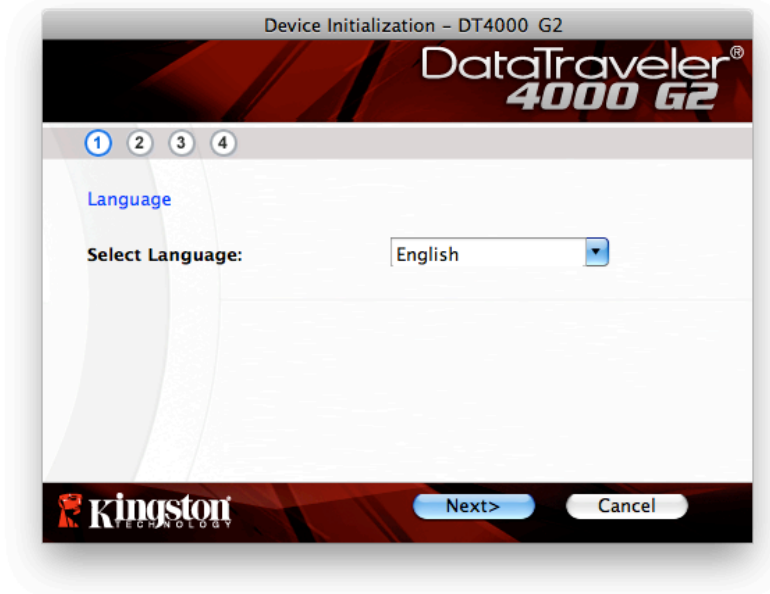 Device Initialization – DT4000 G2
DataTraveler®
4000 G2
1 2 3 4
Language
Select Language: English
Kingston
TECHNOLOGY
Next> Cancel